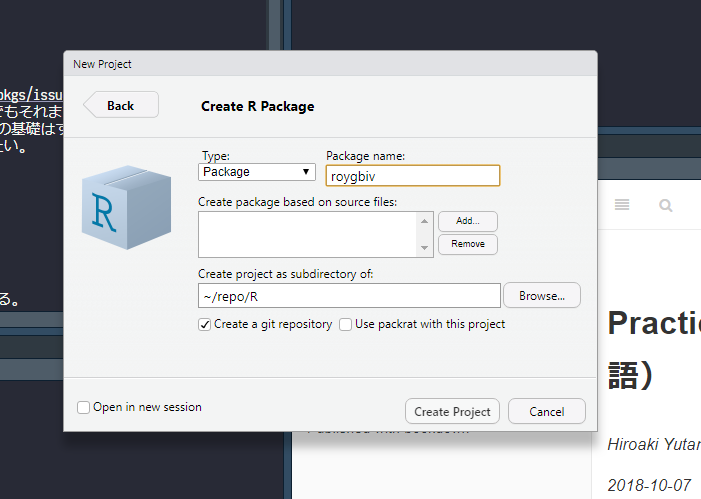 New Project
Back
Create R Package
Type:
Package
Package name:
roygbiv
Create package based on source files:
Add...
Remove
Create project as subdirectory of:
~/repo/R
Browse...
Create a git repository
Use packrat with this project
Open in new session
Create Project
Cancel
R
pkgs/issu
でもそれま
の基礎はす
たい。
る。
Practic
語）
Hiroaki Yutan
2018-10-07